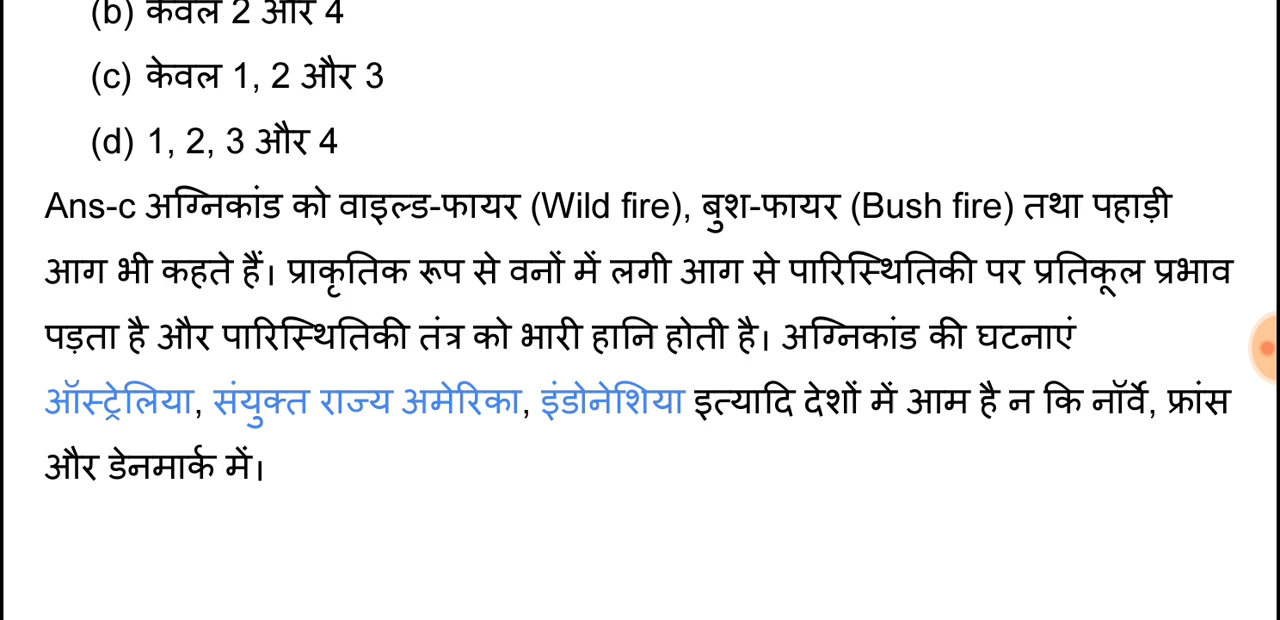 (b) केवल 2 और 4
(c) केवल 1, 2 और 3
(d) 1, 2, 3 और 4
Ans-c अग्निकांड को वाइल्ड-फायर (Wild fire), बुश-फायर (Bush fire) तथा पहाड़ी
आग भी कहते हैं। प्राकृतिक रूप से वनों में लगी आग से पारिस्थितिकी पर प्रतिकूल प्रभाव
पड़ता है और पारिस्थितिकी तंत्र को भारी हानि होती है। अग्निकांड की घटनाएं
ऑस्ट्रेलिया, संयुक्त राज्य अमेरिका, इंडोनेशिया इत्यादि देशों में आम है न कि नॉर्वे, फ्रांस
और डेनमार्क में।